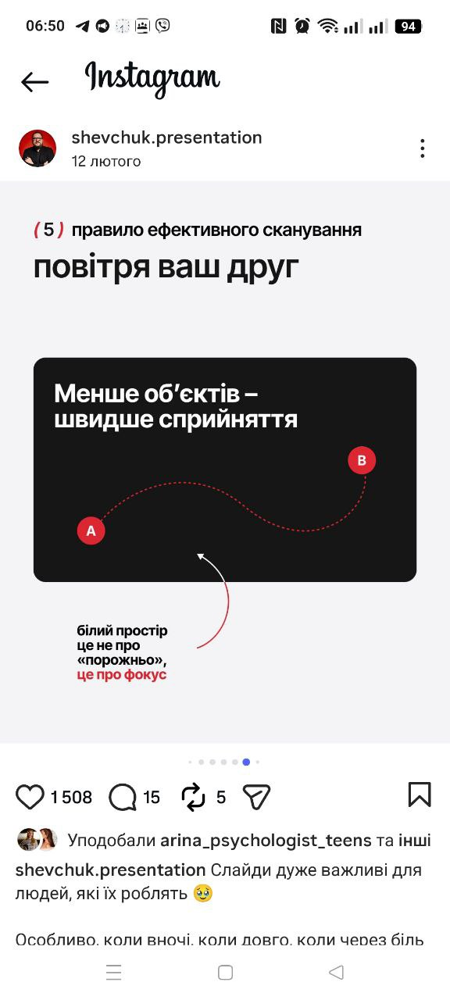 06:50
94
Instagram
shevchuk.presentation
12 лютого
(5) правило ефективного сканування
повітря ваш друг
Менше об’єктів –
швидше сприйняття
B
A
білий простір
це не про
«порожньо»,
це про фокус
1 508 15 5
Уподобали arina_psychologist_teens та інші
shevchuk.presentation Слайди дуже важливі для
людей, які їх роблять 🥹
Особливо, коли вночі, коли довго, коли через біль